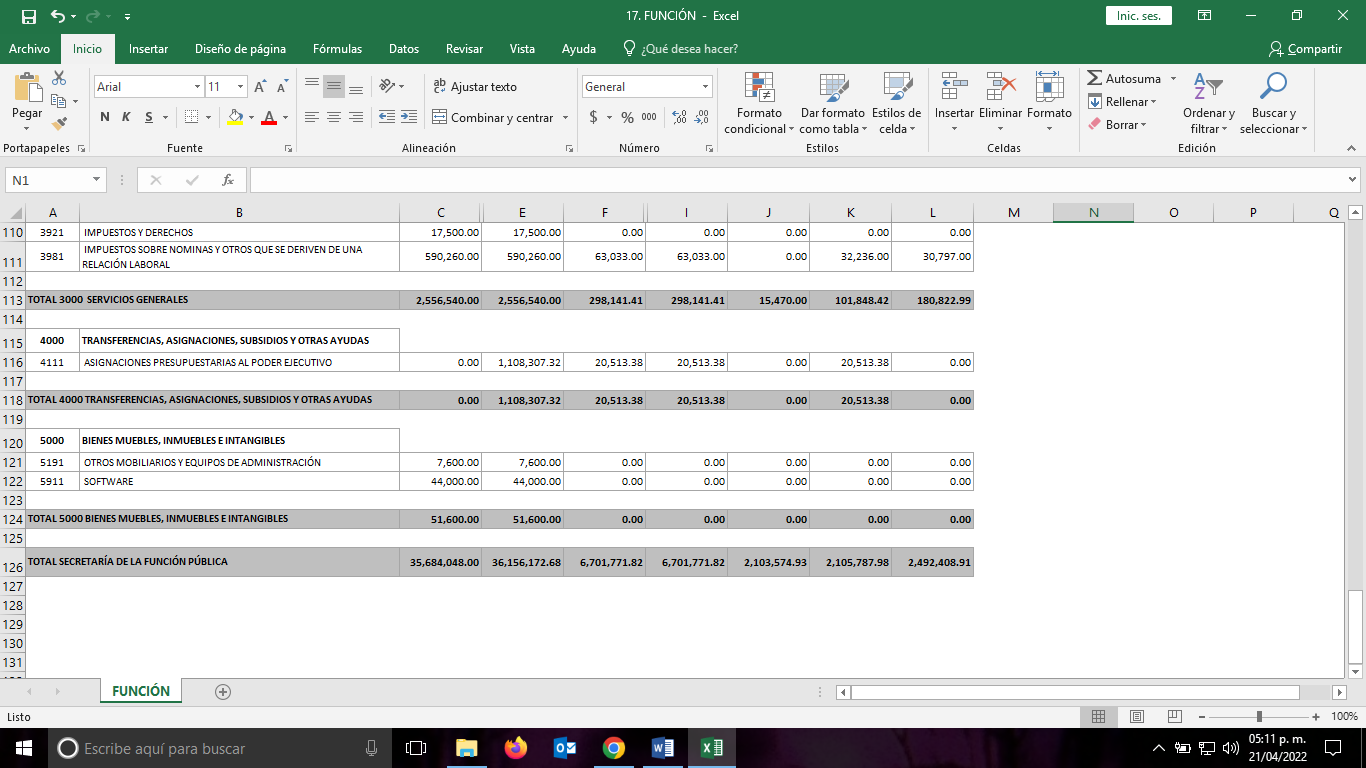 17. FUNCIÓN - Excel
Inic. ses.
Archivo Inicio Insertar Diseño de página Fórmulas Datos Revisar Vista Ayuda ¿Qué desea hacer? Compartir
Pegar
Portapapeles
Arial 11
N K S
Fuente
Ajustar texto
Combinar y centrar
Alineación
General
$ % 000
Número
Formato condicional
Dar formato como tabla
Estilos de celda
Estilos
Insertar Eliminar Formato
Celdas
Autosuma
Rellenar
Borrar
Ordenar y filtrar
Buscar y seleccionar
Edición
N1 fx
A B C E F I J K L M N O P Q
110 3921 IMPUESTOS Y DERECHOS 17,500.00 17,500.00 0.00 0.00 0.00 0.00 0.00
111 3981 IMPUESTOS SOBRE NOMINAS Y OTROS QUE SE DERIVEN DE UNA RELACIÓN LABORAL 590,260.00 590,260.00 63,033.00 63,033.00 0.00 32,236.00 30,797.00
112
113 TOTAL 3000 SERVICIOS GENERALES 2,556,540.00 2,556,540.00 298,141.41 298,141.41 15,470.00 101,848.42 180,822.99
114
115 4000 TRANSFERENCIAS, ASIGNACIONES, SUBSIDIOS Y OTRAS AYUDAS
116 4111 ASIGNACIONES PRESUPUESTARIAS AL PODER EJECUTIVO 0.00 1,108,307.32 20,513.38 20,513.38 0.00 20,513.38 0.00
117
118 TOTAL 4000 TRANSFERENCIAS, ASIGNACIONES, SUBSIDIOS Y OTRAS AYUDAS 0.00 1,108,307.32 20,513.38 20,513.38 0.00 20,513.38 0.00
119
120 5000 BIENES MUEBLES, INMUEBLES E INTANGIBLES
121 5191 OTROS MOBILIARIOS Y EQUIPOS DE ADMINISTRACIÓN 7,600.00 7,600.00 0.00 0.00 0.00 0.00 0.00
122 5911 SOFTWARE 44,000.00 44,000.00 0.00 0.00 0.00 0.00 0.00
123
124 TOTAL 5000 BIENES MUEBLES, INMUEBLES E INTANGIBLES 51,600.00 51,600.00 0.00 0.00 0.00 0.00 0.00
125
126 TOTAL SECRETARÍA DE LA FUNCIÓN PÚBLICA 35,684,048.00 36,156,172.68 6,701,771.82 6,701,771.82 2,103,574.93 2,105,787.98 2,492,408.91
127
128
129
130
131
FUNCIÓN
Listo
100%
Escribe aquí para buscar
05:11 p. m.
21/04/2022